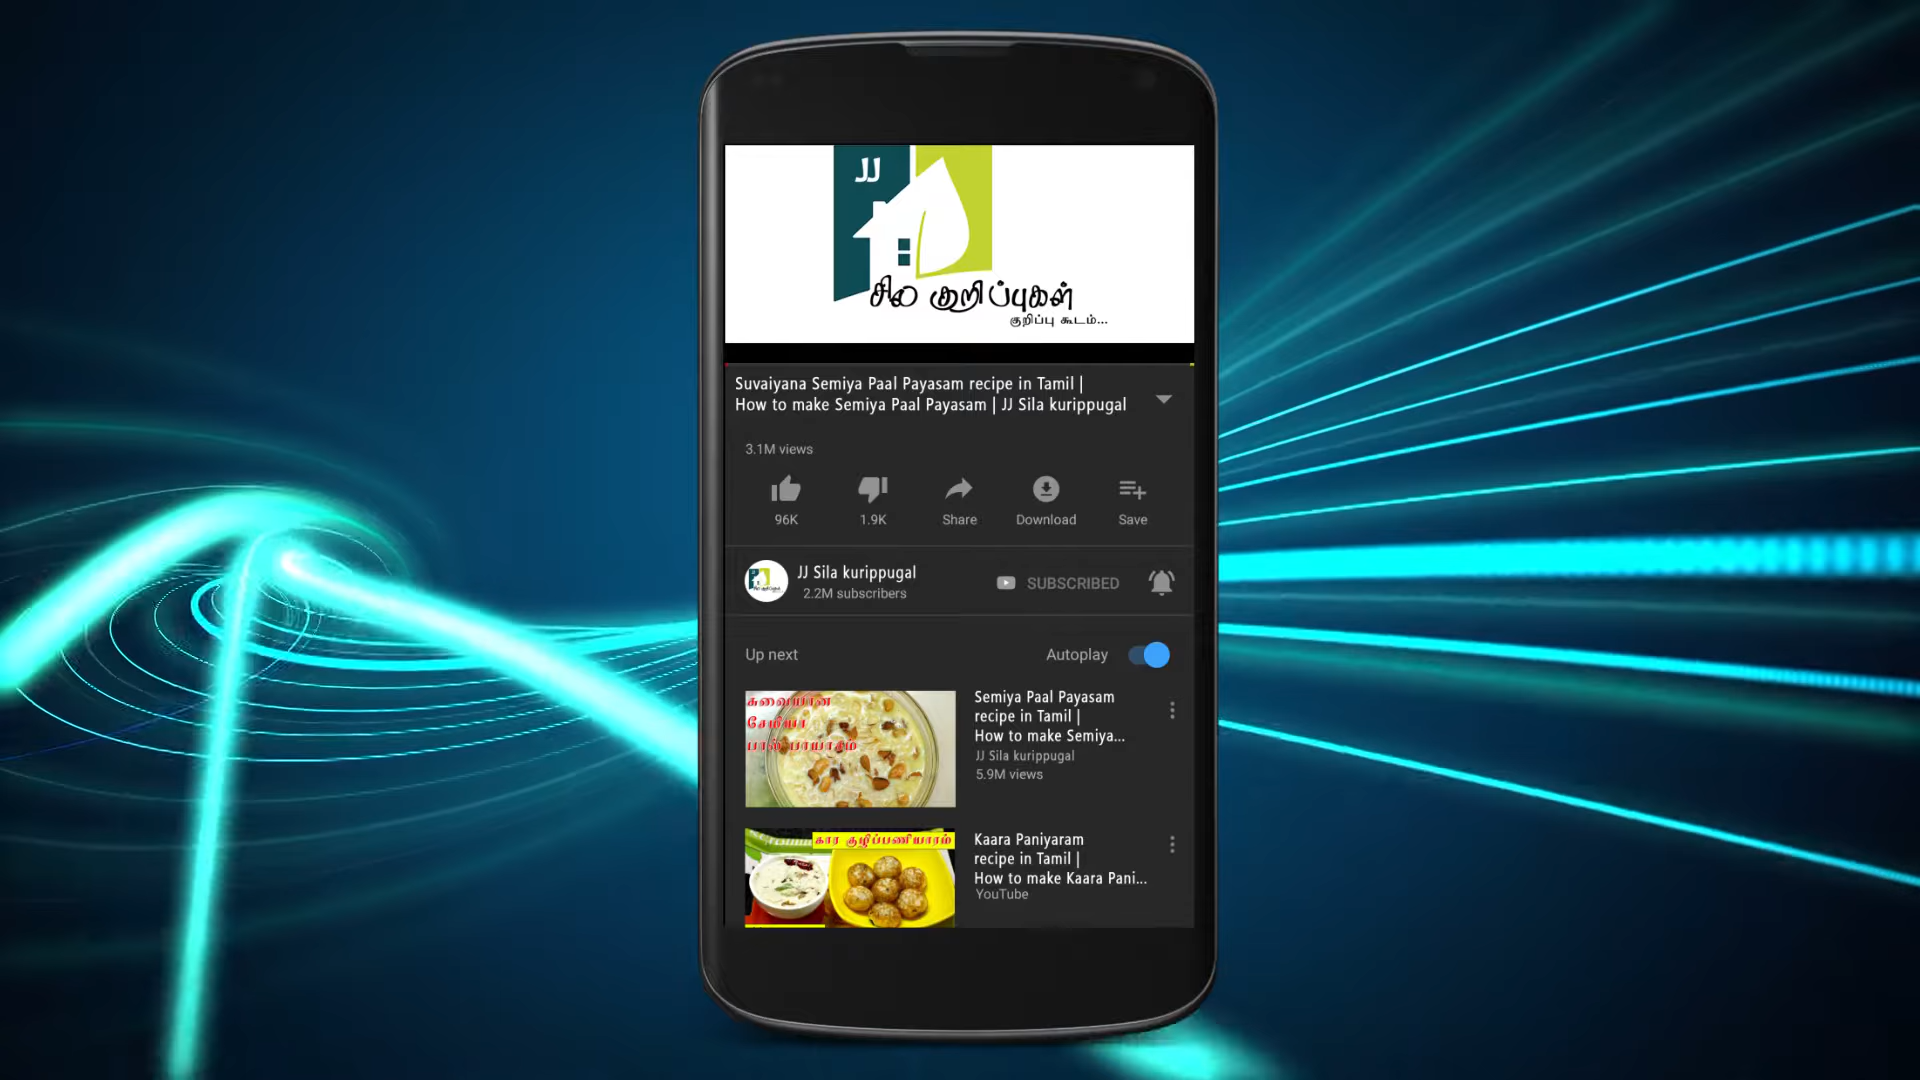 JJ
சில குறிப்புகள்
குறிப்பு கூடம்...
Suvaiyana Semiya Paal Payasam recipe in Tamil |
How to make Semiya Paal Payasam | JJ Sila kurippugal
3.1M views
96K
1.9K
Share
Download
Save
JJ Sila kurippugal
2.2M subscribers
SUBSCRIBED
Up next
Autoplay
சுவையான
சேமியா
பால் பாயாசம்
Semiya Paal Payasam
recipe in Tamil |
How to make Semiya...
JJ Sila kurippugal
5.9M views
கார குழிப்பணியாரம்
Kaara Paniyaram
recipe in Tamil |
How to make Kaara Pani...
YouTube